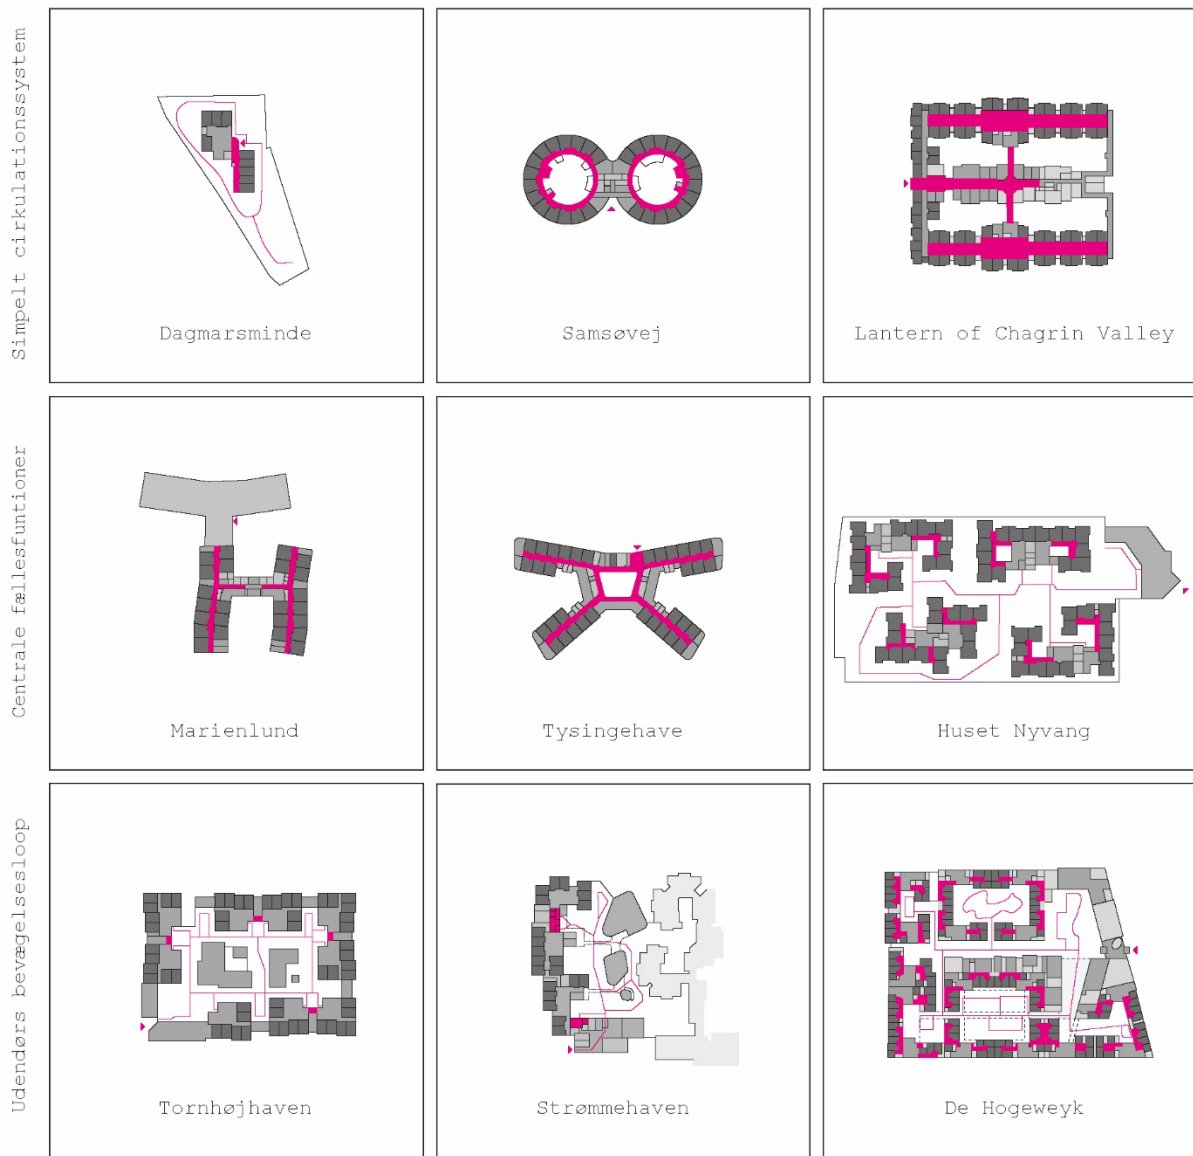 Simpelt cirkulationssystem
Dagmarsminde
Samsøvej
Lantern of Chagrin Valley
Centrale fællesfuntioner
Marienlund
Tysingehave
Huset Nyvang
Udendørs bevægelsesloop
Tornhøjhaven
Strømmehaven
De Hogeweyk